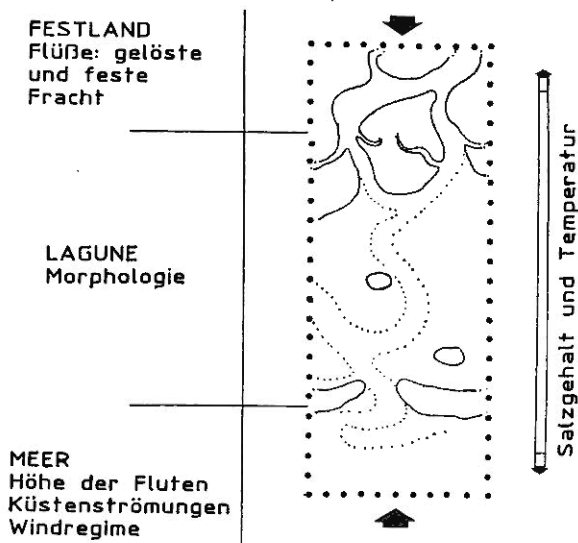 FESTLAND
Flüße: gelöste
und feste
Fracht
LAGUNE
Morphologie
MEER
Höhe der Fluten
Küstenströmungen
Windregime
Salzgehalt und Temperatur